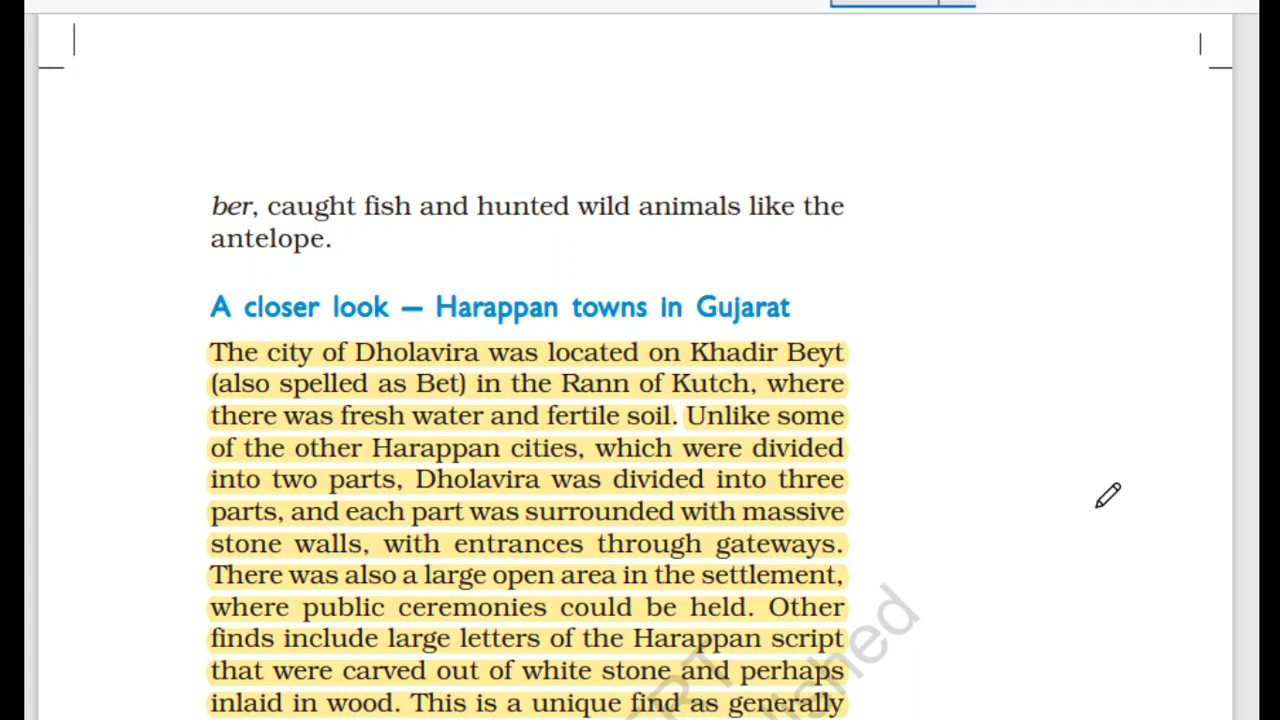 ber, caught fish and hunted wild animals like the
antelope.
A closer look — Harappan towns in Gujarat
The city of Dholavira was located on Khadir Beyt
(also spelled as Bet) in the Rann of Kutch, where
there was fresh water and fertile soil. Unlike some
of the other Harappan cities, which were divided
into two parts, Dholavira was divided into three
parts, and each part was surrounded with massive
stone walls, with entrances through gateways.
There was also a large open area in the settlement,
where public ceremonies could be held. Other
finds include large letters of the Harappan script
that were carved out of white stone and perhaps
inlaid in wood. This is a unique find as generally